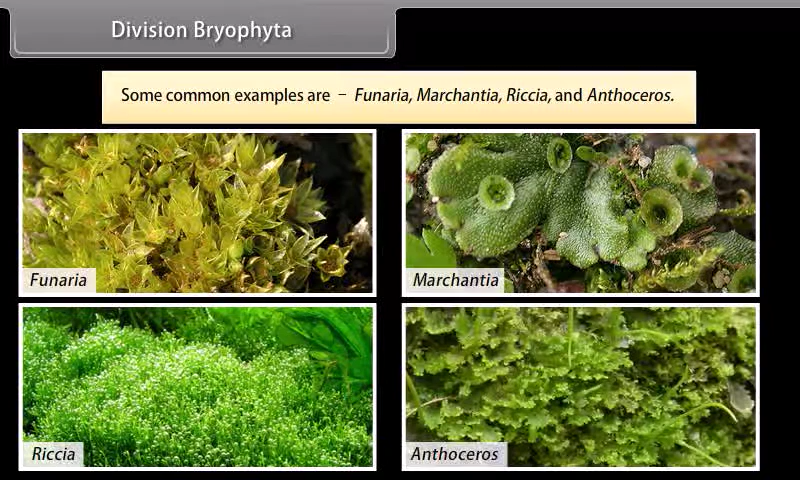 Division Bryophyta
Some common examples are – Funaria, Marchantia, Riccia, and Anthoceros.
Funaria
Marchantia
Riccia
Anthoceros